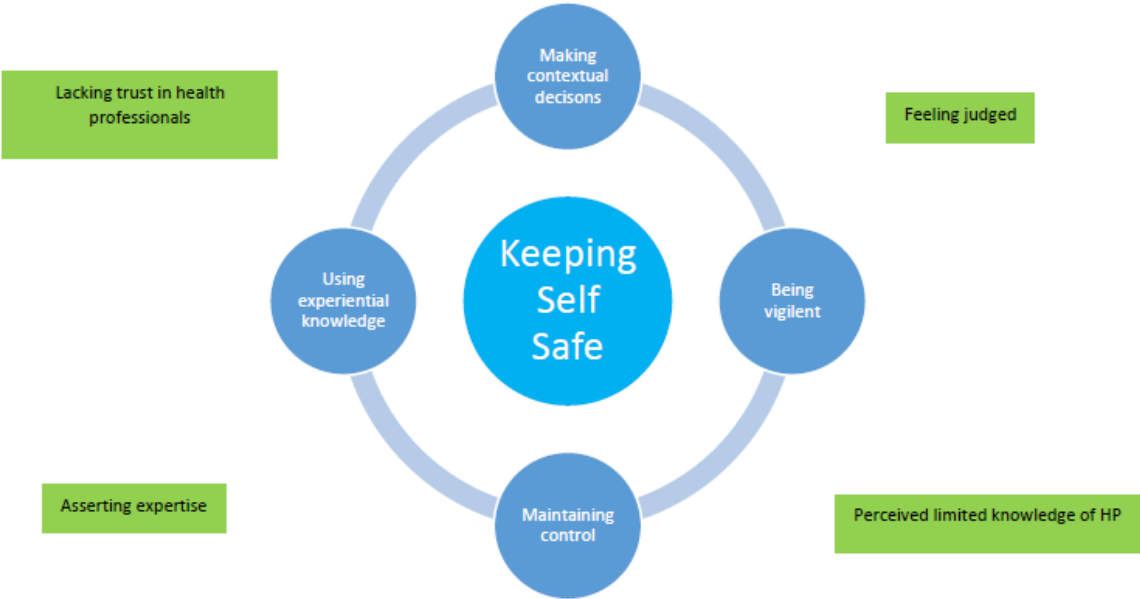 Making
contextual
decisons
Lacking trust in health
professionals
Feeling judged
Using
experiential
knowledge
Keeping
Self
Safe
Being
vigilent
Asserting expertise
Maintaining
control
Perceived limited knowledge of HP